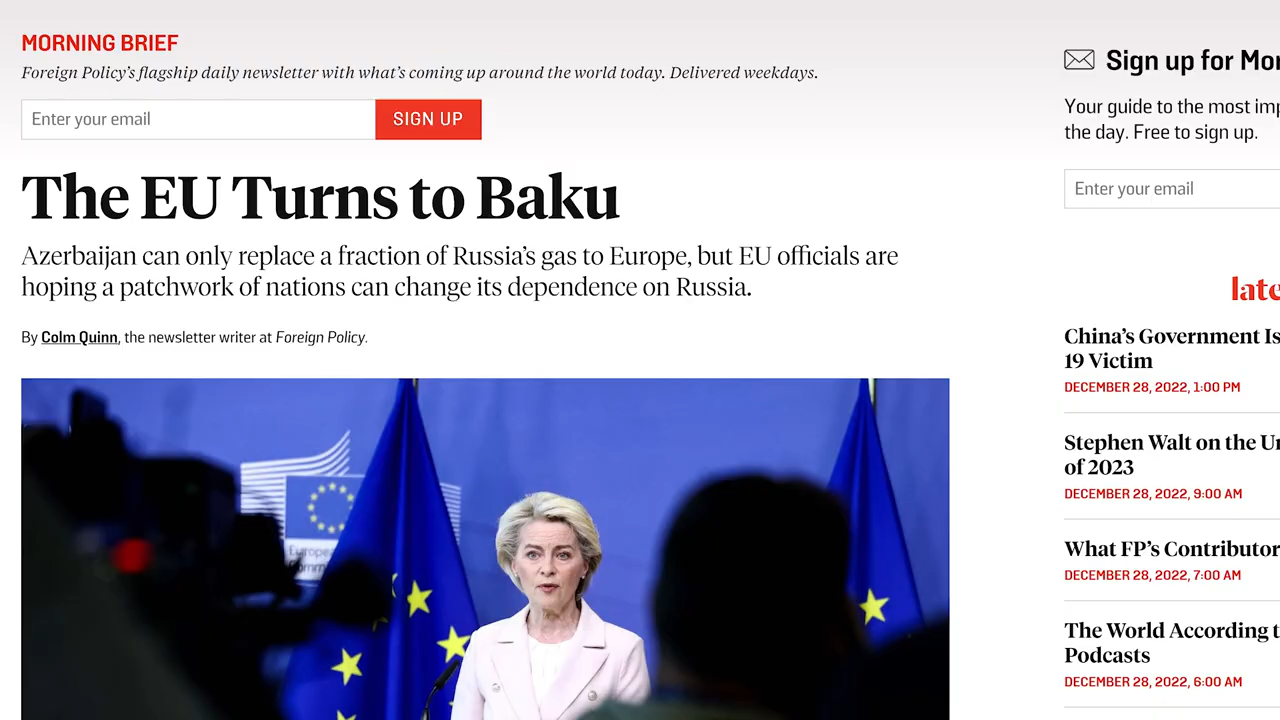 MORNING BRIEF
Foreign Policy's flagship daily newsletter with what's coming up around the world today. Delivered weekdays.
Enter your email
SIGN UP
The EU Turns to Baku
Azerbaijan can only replace a fraction of Russia's gas to Europe, but EU officials are
hoping a patchwork of nations can change its dependence on Russia.
By Colm Quinn, the newsletter writer at Foreign Policy.
Sign up for Mor
Your guide to the most imp
the day. Free to sign up.
Enter your email
late
China's Government Is
19 Victim
DECEMBER 28, 2022, 1:00 PM
Stephen Walt on the Un
of 2023
DECEMBER 28, 2022, 9:00 AM
What FP's Contributor
DECEMBER 28, 2022, 7:00 AM
The World According t
Podcasts
DECEMBER 28, 2022, 6:00 AM